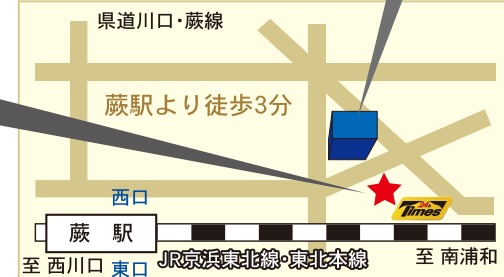 県道川口・蕨線
蕨駅より徒歩3分
24h
Times
西口
蕨 駅
至 西川口
東口
JR京浜東北線・東北本線
至 南浦和